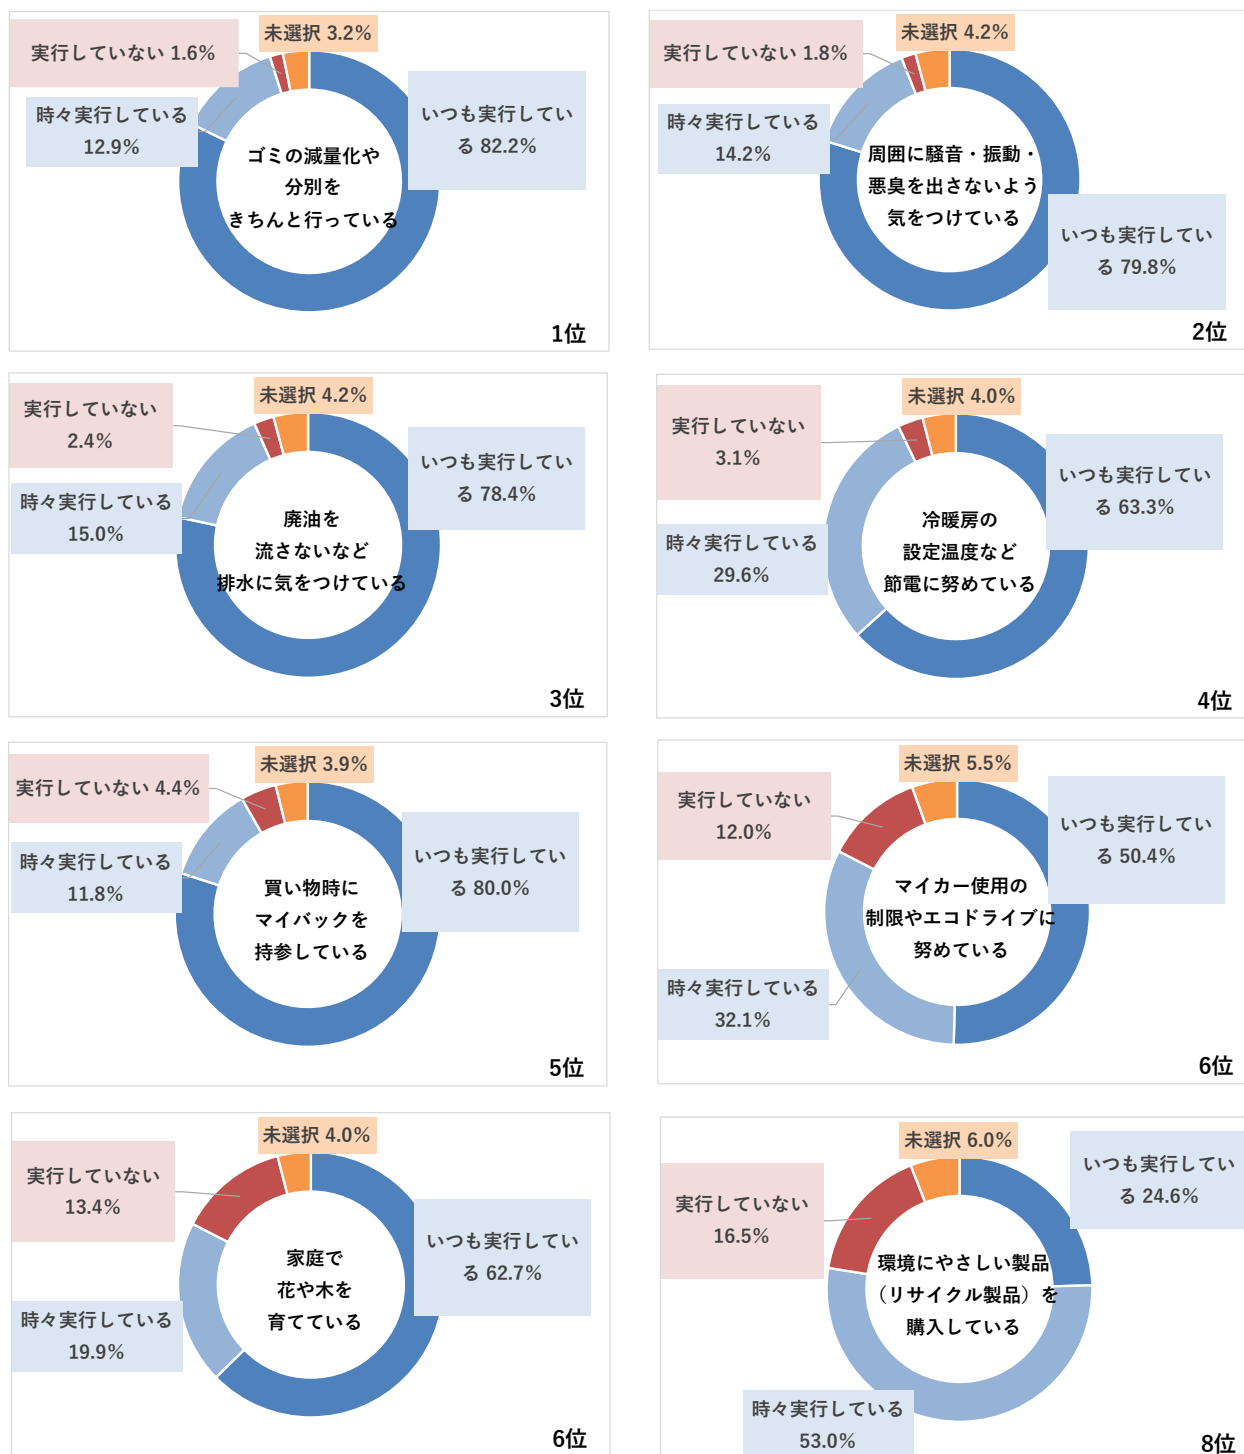 未選択 3.2%
実行していない 1.6%
時々実行している
12.9%
いつも実行してい
る 82.2%
ゴミの減量化や
分別を
きちんと行っている
1位
未選択 4.2%
実行していない 1.8%
時々実行している
14.2%
周囲に騒音・振動・
悪臭を出さないよう
気をつけている
いつも実行してい
る 79.8%
2位
未選択 4.2%
実行していない
2.4%
いつも実行してい
る 78.4%
時々実行している
15.0%
廃油を
流さないなど
排水に気をつけている
3位
未選択 4.0%
実行していない
3.1%
いつも実行してい
る 63.3%
時々実行している
29.6%
冷暖房の
設定温度など
節電に努めている
4位
未選択 3.9%
実行していない 4.4%
時々実行している
11.8%
いつも実行してい
る 80.0%
買い物時に
マイバックを
持参している
5位
未選択 5.5%
実行していない
12.0%
いつも実行してい
る 50.4%
マイカー使用の
制限やエコドライブに
努めている
時々実行している
32.1%
6位
未選択 4.0%
実行していない
13.4%
いつも実行してい
る 62.7%
家庭で
花や木を
育てている
時々実行している
19.9%
6位
未選択 6.0%
いつも実行してい
る 24.6%
実行していない
16.5%
環境にやさしい製品
（リサイクル製品）を
購入している
時々実行している
53.0%
8位